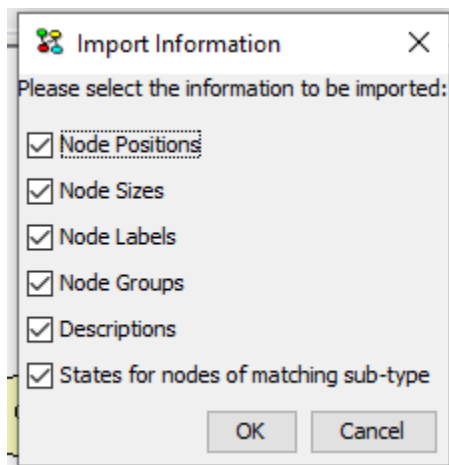 Import Information
Please select the information to be imported:
Node Positions
Node Sizes
Node Labels
Node Groups
Descriptions
States for nodes of matching sub-type
OK Cancel